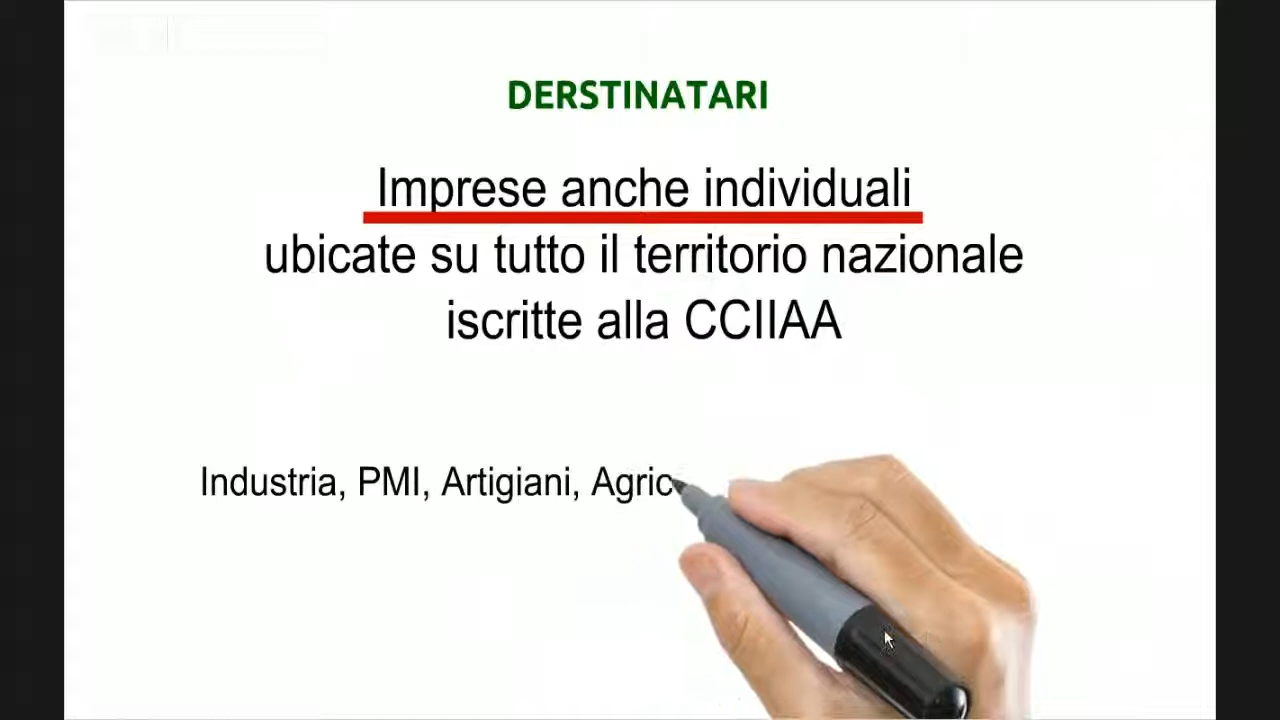 DERSTINATARI
Imprese anche individuali
ubicate su tutto il territorio nazionale
iscritte alla CCIIAA
Industria, PMI, Artigiani, Agric